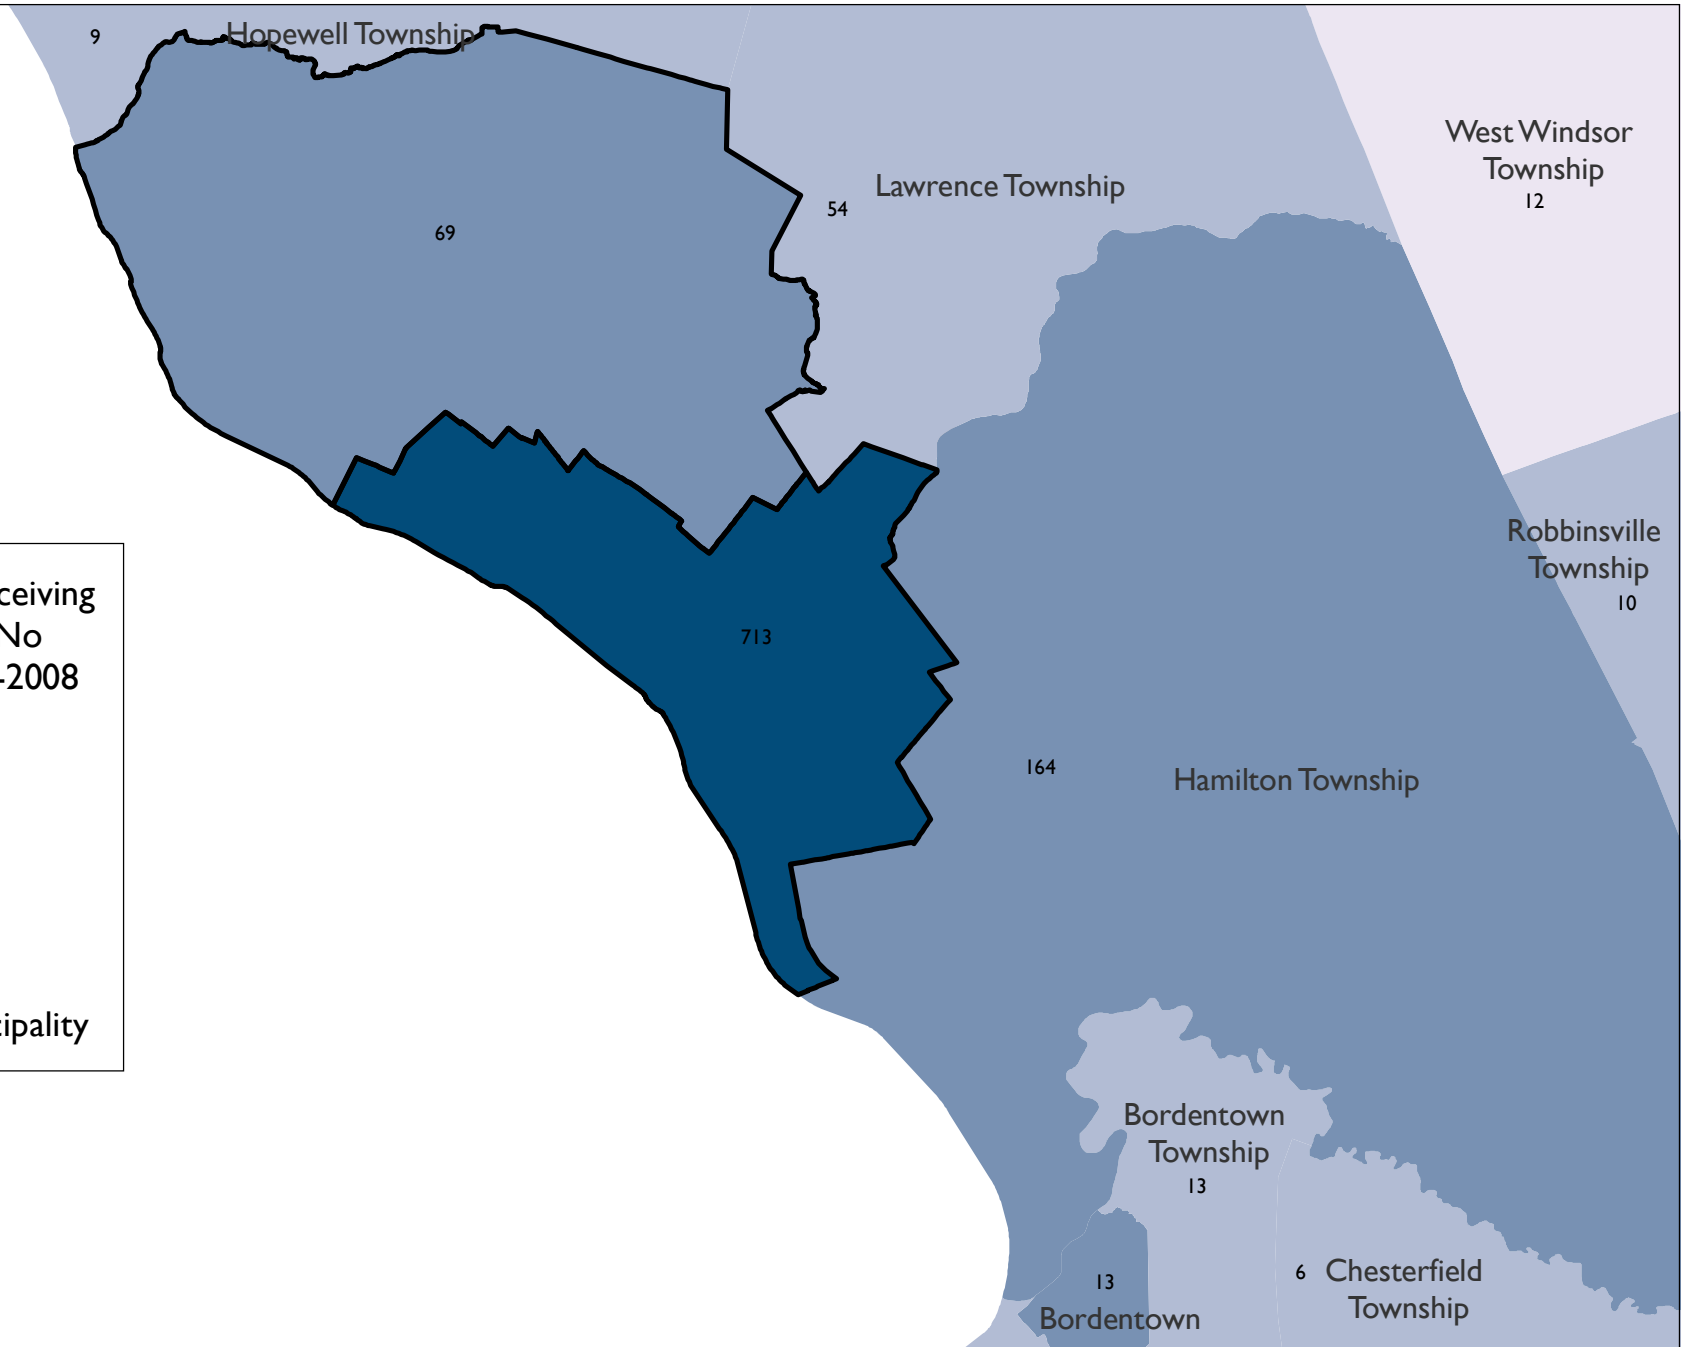 9
Hopewell Township
West Windsor
Township
12
Lawrence Township
54
69
Robbinsville
Township
10
ceiving
No
-2008
713
164
Hamilton Township
cipality
Bordentown
Township
13
6
Chesterfield
Township
13
Bordentown